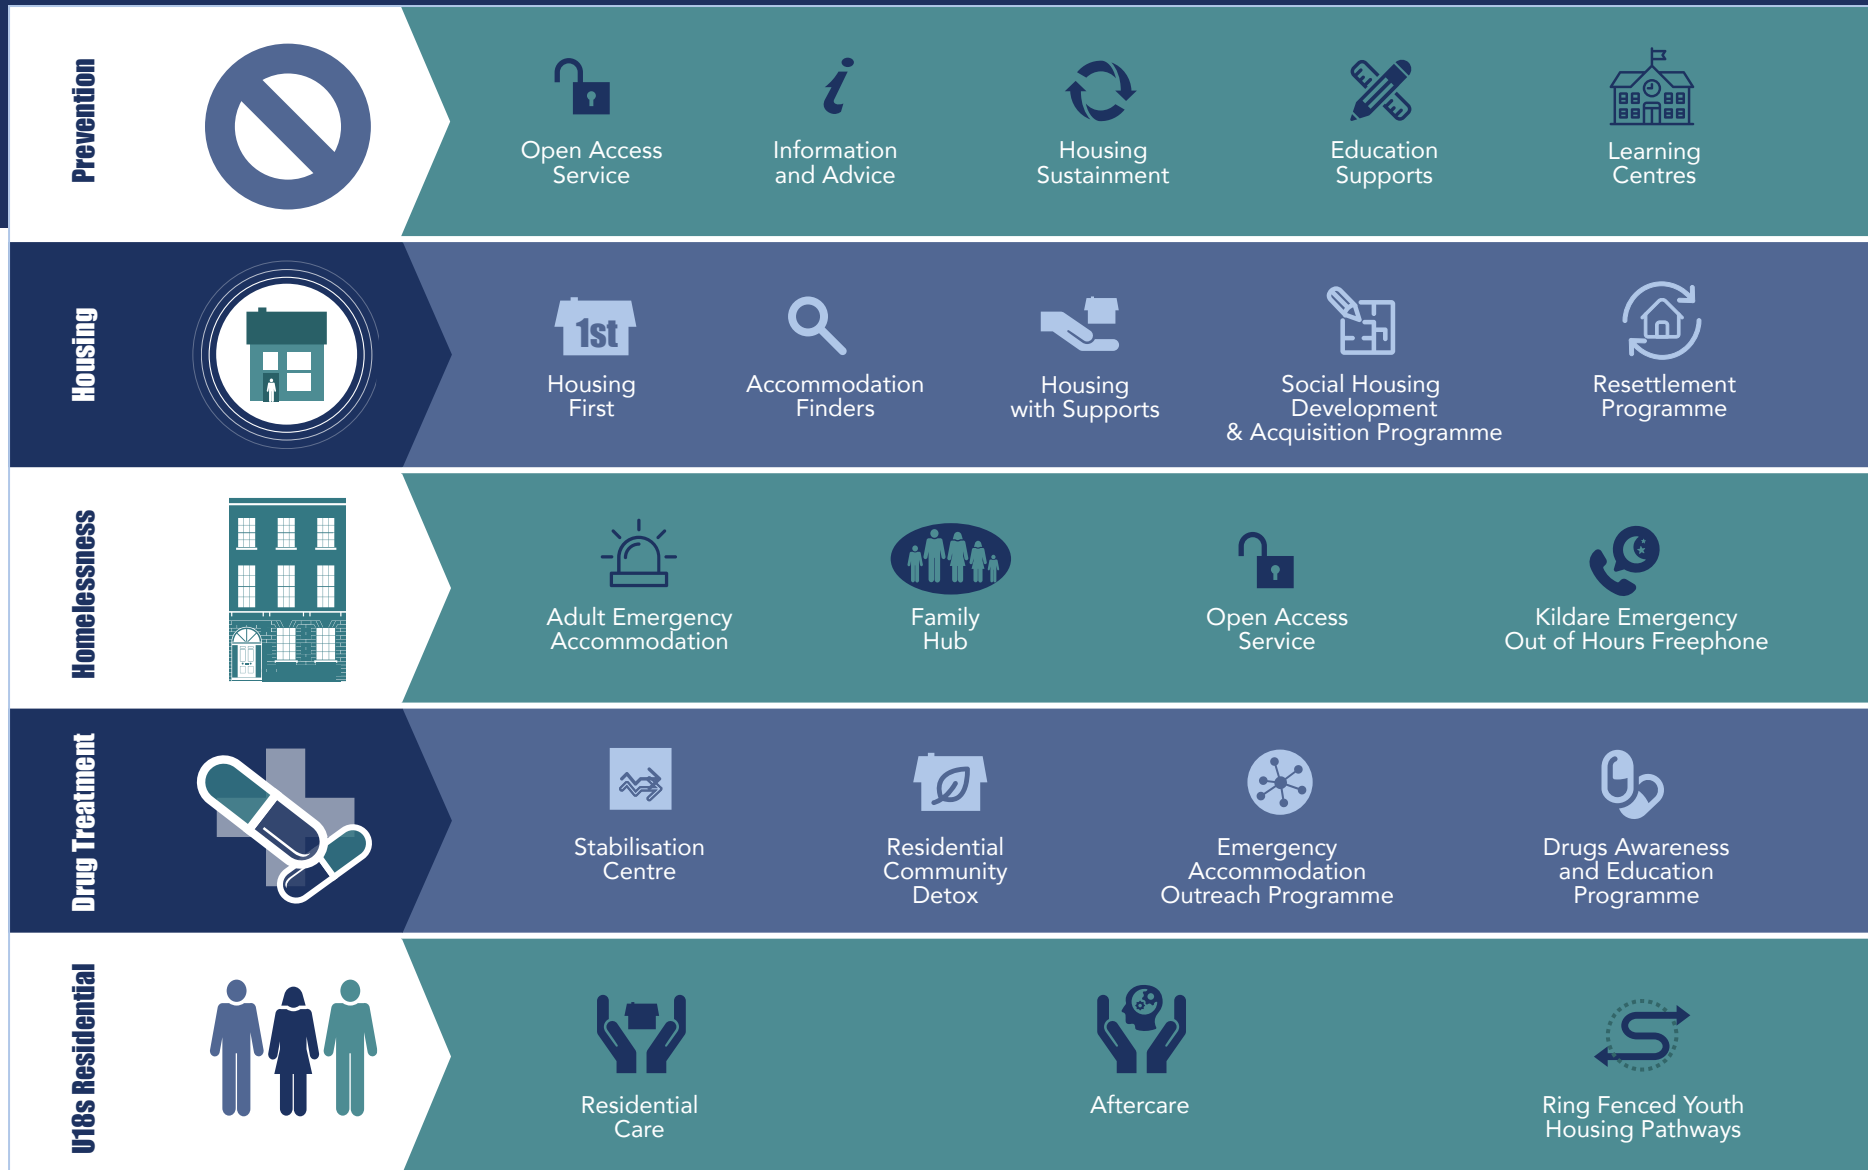 Prevention
Open Access
Service
Information
and Advice
Housing
Sustainment
Education
Supports
Learning
Centres
Housing
1st
Housing
First
Accommodation
Finders
Housing
with Supports
Social Housing
Development
& Acquisition Programme
Resettlement
Programme
Homelessness
Adult Emergency
Accommodation
Family
Hub
Open Access
Service
Kildare Emergency
Out of Hours Freephone
Drug Treatment
Stabilisation
Centre
Residential
Community
Detox
Emergency
Accommodation
Outreach Programme
Drugs Awareness
and Education
Programme
U18s Residential
Residential
Care
Aftercare
Ring Fenced Youth
Housing Pathways